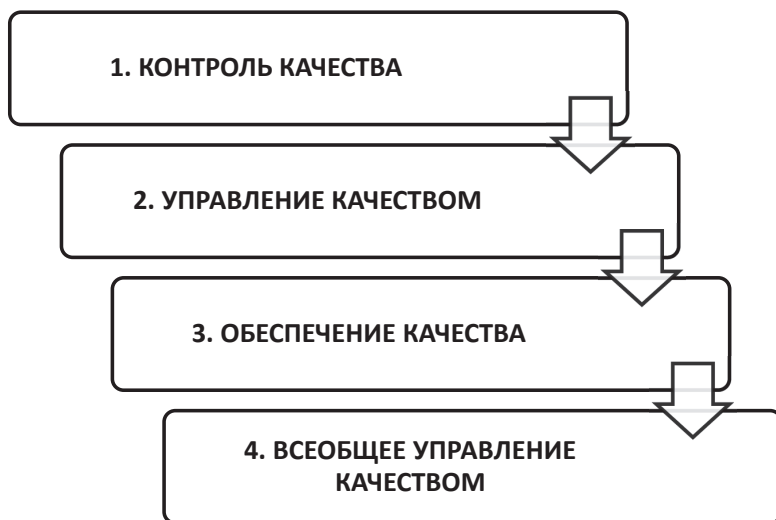 1. КОНТРОЛЬ КАЧЕСТВА
2. УПРАВЛЕНИЕ КАЧЕСТВОМ
3. ОБЕСПЕЧЕНИЕ КАЧЕСТВА
4. ВСЕОБЩЕЕ УПРАВЛЕНИЕ
КАЧЕСТВОМ